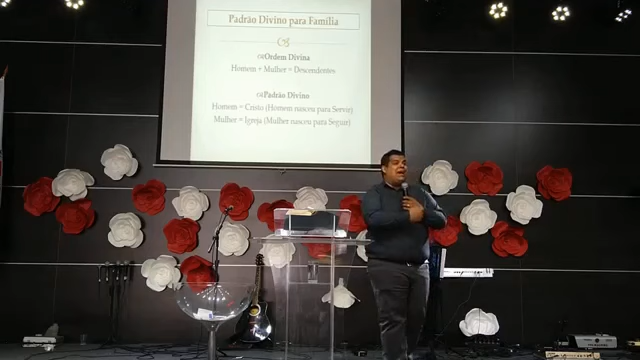 Padrão Divino para Família
Ordem Divina
Homem + Mulher = Descendentes
Padrão Divino
Homem = Cristo (Homem nasceu para Servir)
Mulher = Igreja (Mulher nasceu para Seguir)